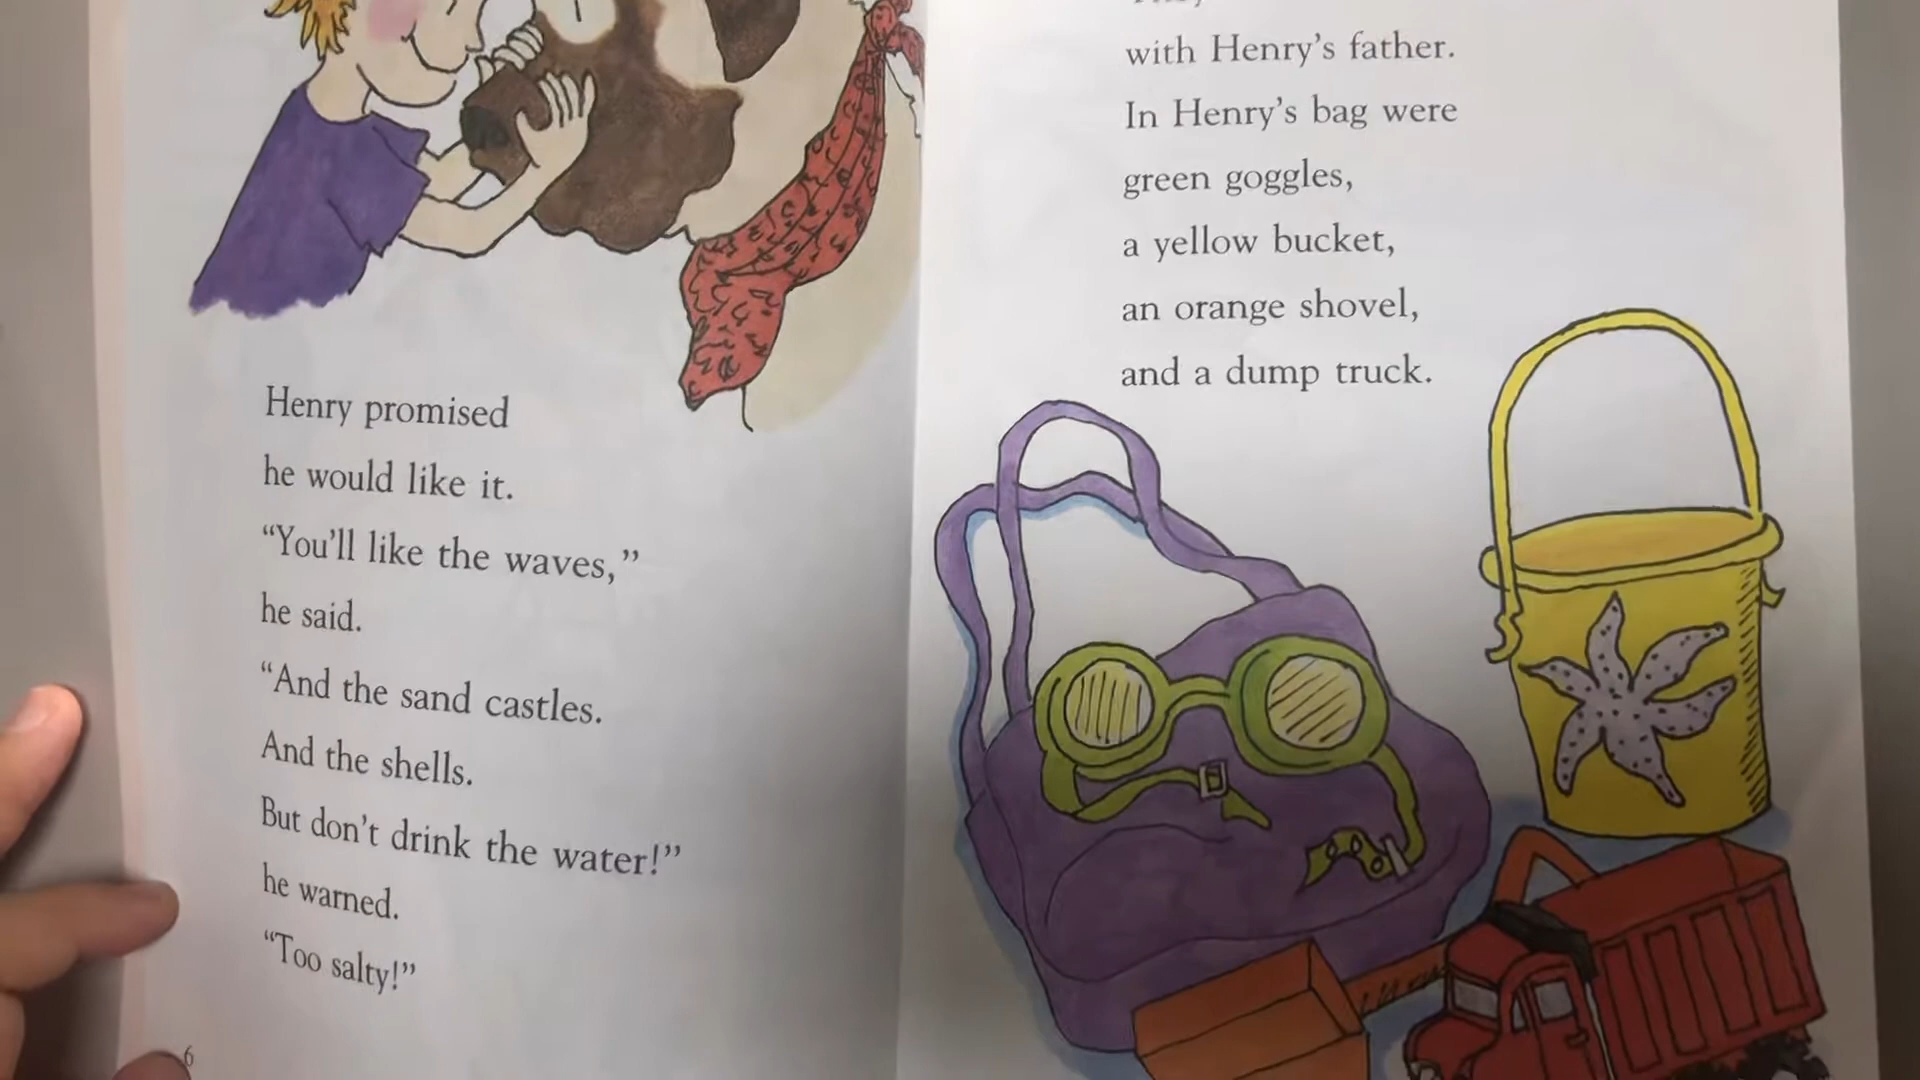 Henry promised
he would like it.
“You’ll like the waves,”
he said.
“And the sand castles.
And the shells.
But don’t drink the water!”
he warned.
“Too salty!”
6
with Henry’s father.
In Henry’s bag were
green goggles,
a yellow bucket,
an orange shovel,
and a dump truck.